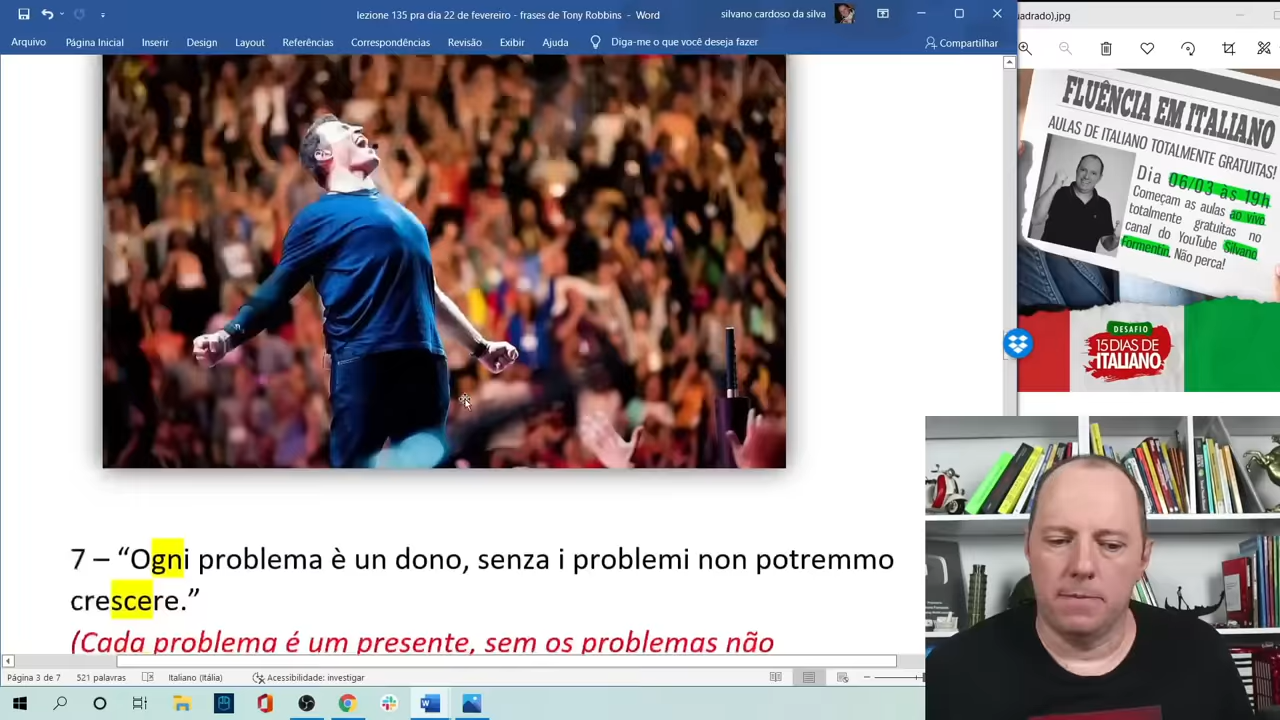 lezione 135 pra dia 22 de fevereiro - frases de Tony Robbins - Word
silvano cardoso da silva
Arquivo Página Inicial Inserir Design Layout Referências Correspondências Revisão Exibir Ajuda Diga-me o que você deseja fazer
Compartilhar
7 – “Ogni problema è un dono, senza i problemi non potremmo
crescere.”
(Cada problema é um presente, sem os problemas não
Página 3 de 7 521 palavras Italiano (Itália) Acessibilidade: investigar
uadrado).jpg
FLUÊNCIA EM ITALIANO
AULAS DE ITALIANO TOTALMENTE GRATUITAS!
Dia 06/03 às 19h
Começam as aulas ao vivo
totalmente gratuitas no
canal do YouTube Silvano
Formentin. Não perca!
DESAFIO
15 DIAS DE
ITALIANO